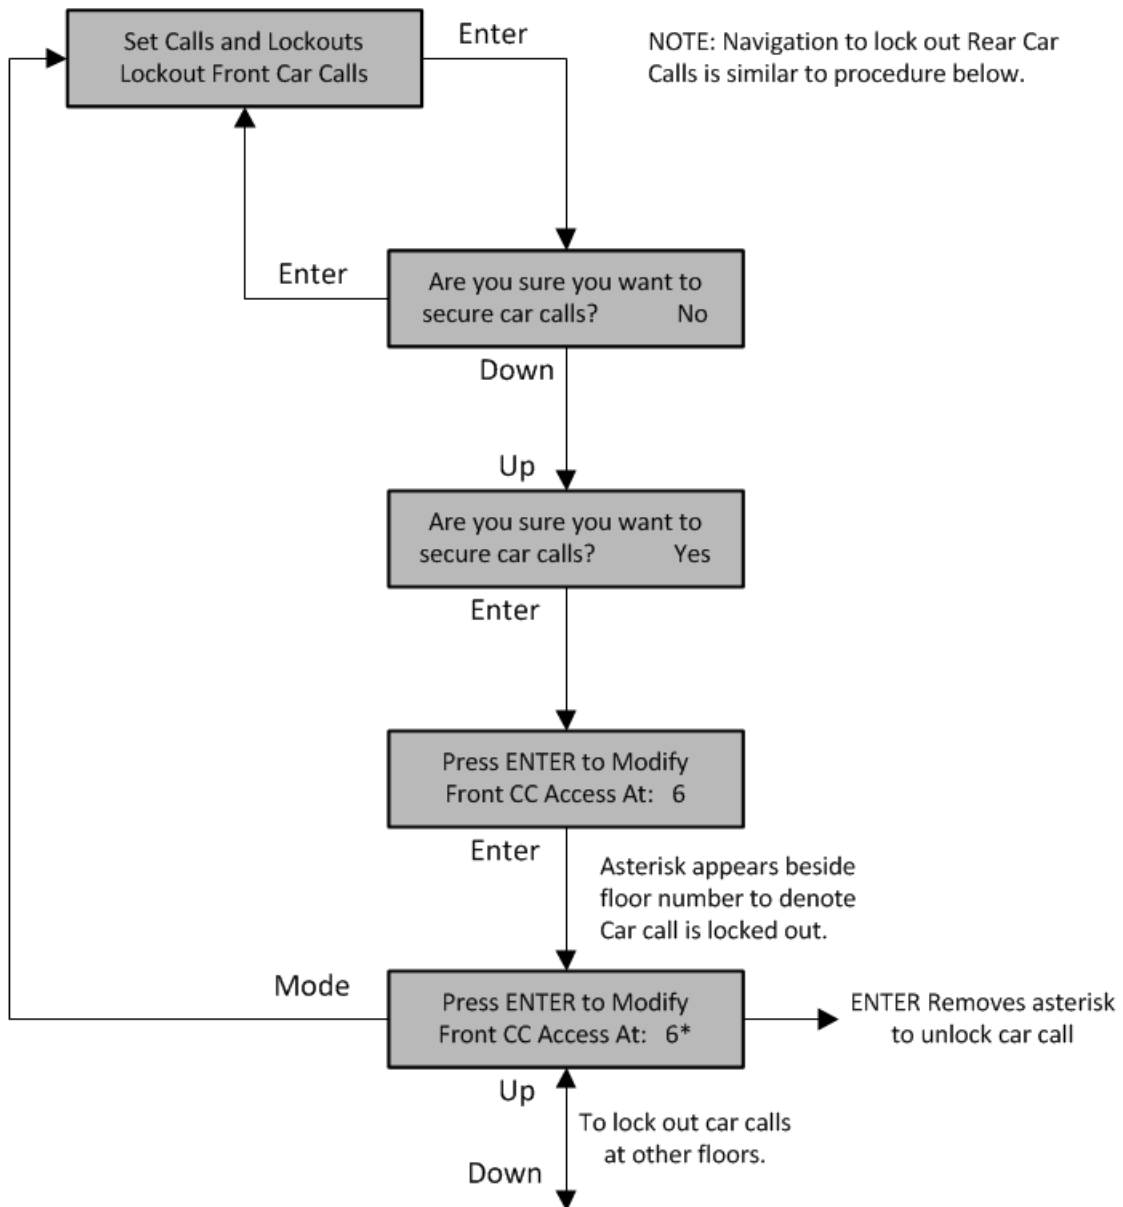 Set Calls and Lockouts
Lockout Front Car Calls
Enter
NOTE: Navigation to lock out Rear Car
Calls is similar to procedure below.
Enter
Are you sure you want to
secure car calls? No
Down
Up
Are you sure you want to
secure car calls? Yes
Enter
Press ENTER to Modify
Front CC Access At: 6
Enter
Asterisk appears beside
floor number to denote
Car call is locked out.
Mode
Press ENTER to Modify
Front CC Access At: 6*
ENTER Removes asterisk
to unlock car call
Up
To lock out car calls
at other floors.
Down